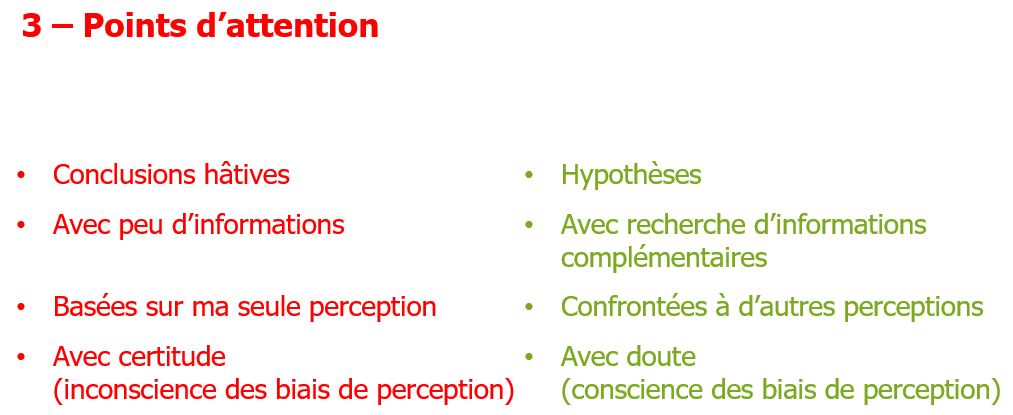 3 – Points d’attention
• Conclusions hâtives
• Avec peu d’informations
• Basées sur ma seule perception
• Avec certitude
(inconscience des biais de perception)
• Hypothèses
• Avec recherche d’informations
complémentaires
• Confrontées à d’autres perceptions
• Avec doute
(conscience des biais de perception)